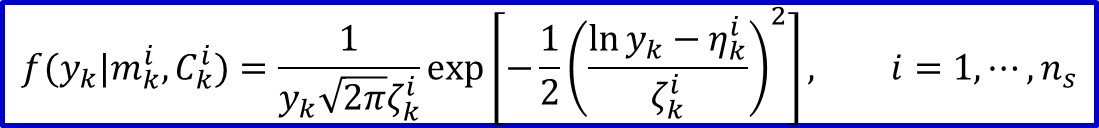 f(y_k|m_k^i, C_k^i) = \frac{1}{y_k\sqrt{2\pi}\zeta_k^i} \exp\left[-\frac{1}{2}\left(\frac{\ln y_k - \eta_k^i}{\zeta_k^i}\right)^2\right], i = 1, \cdots, n_s